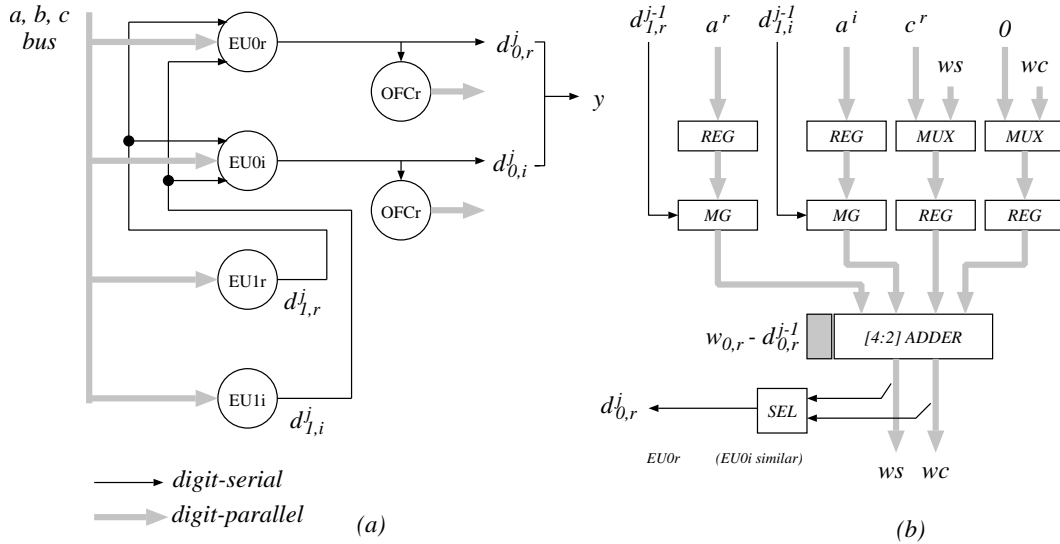 a, b, c
bus
EU0r
d^j_{0,r}
OFCr
y
EU0i
d^j_{0,i}
OFCr
EU1r
d^j_{1,r}
EU1i
d^j_{1,i}
digit-serial
digit-parallel
(a)
d^{j-1}_{1,r} a^r d^{j-1}_{1,i} a^i c^r 0
ws wc
REG REG MUX MUX
MG MG REG REG
w_{0,r} - d^{j-1}_{0,r} [4:2] ADDER
d^j_{0,r} SEL
EU0r (EU0i similar)
ws wc
(b)